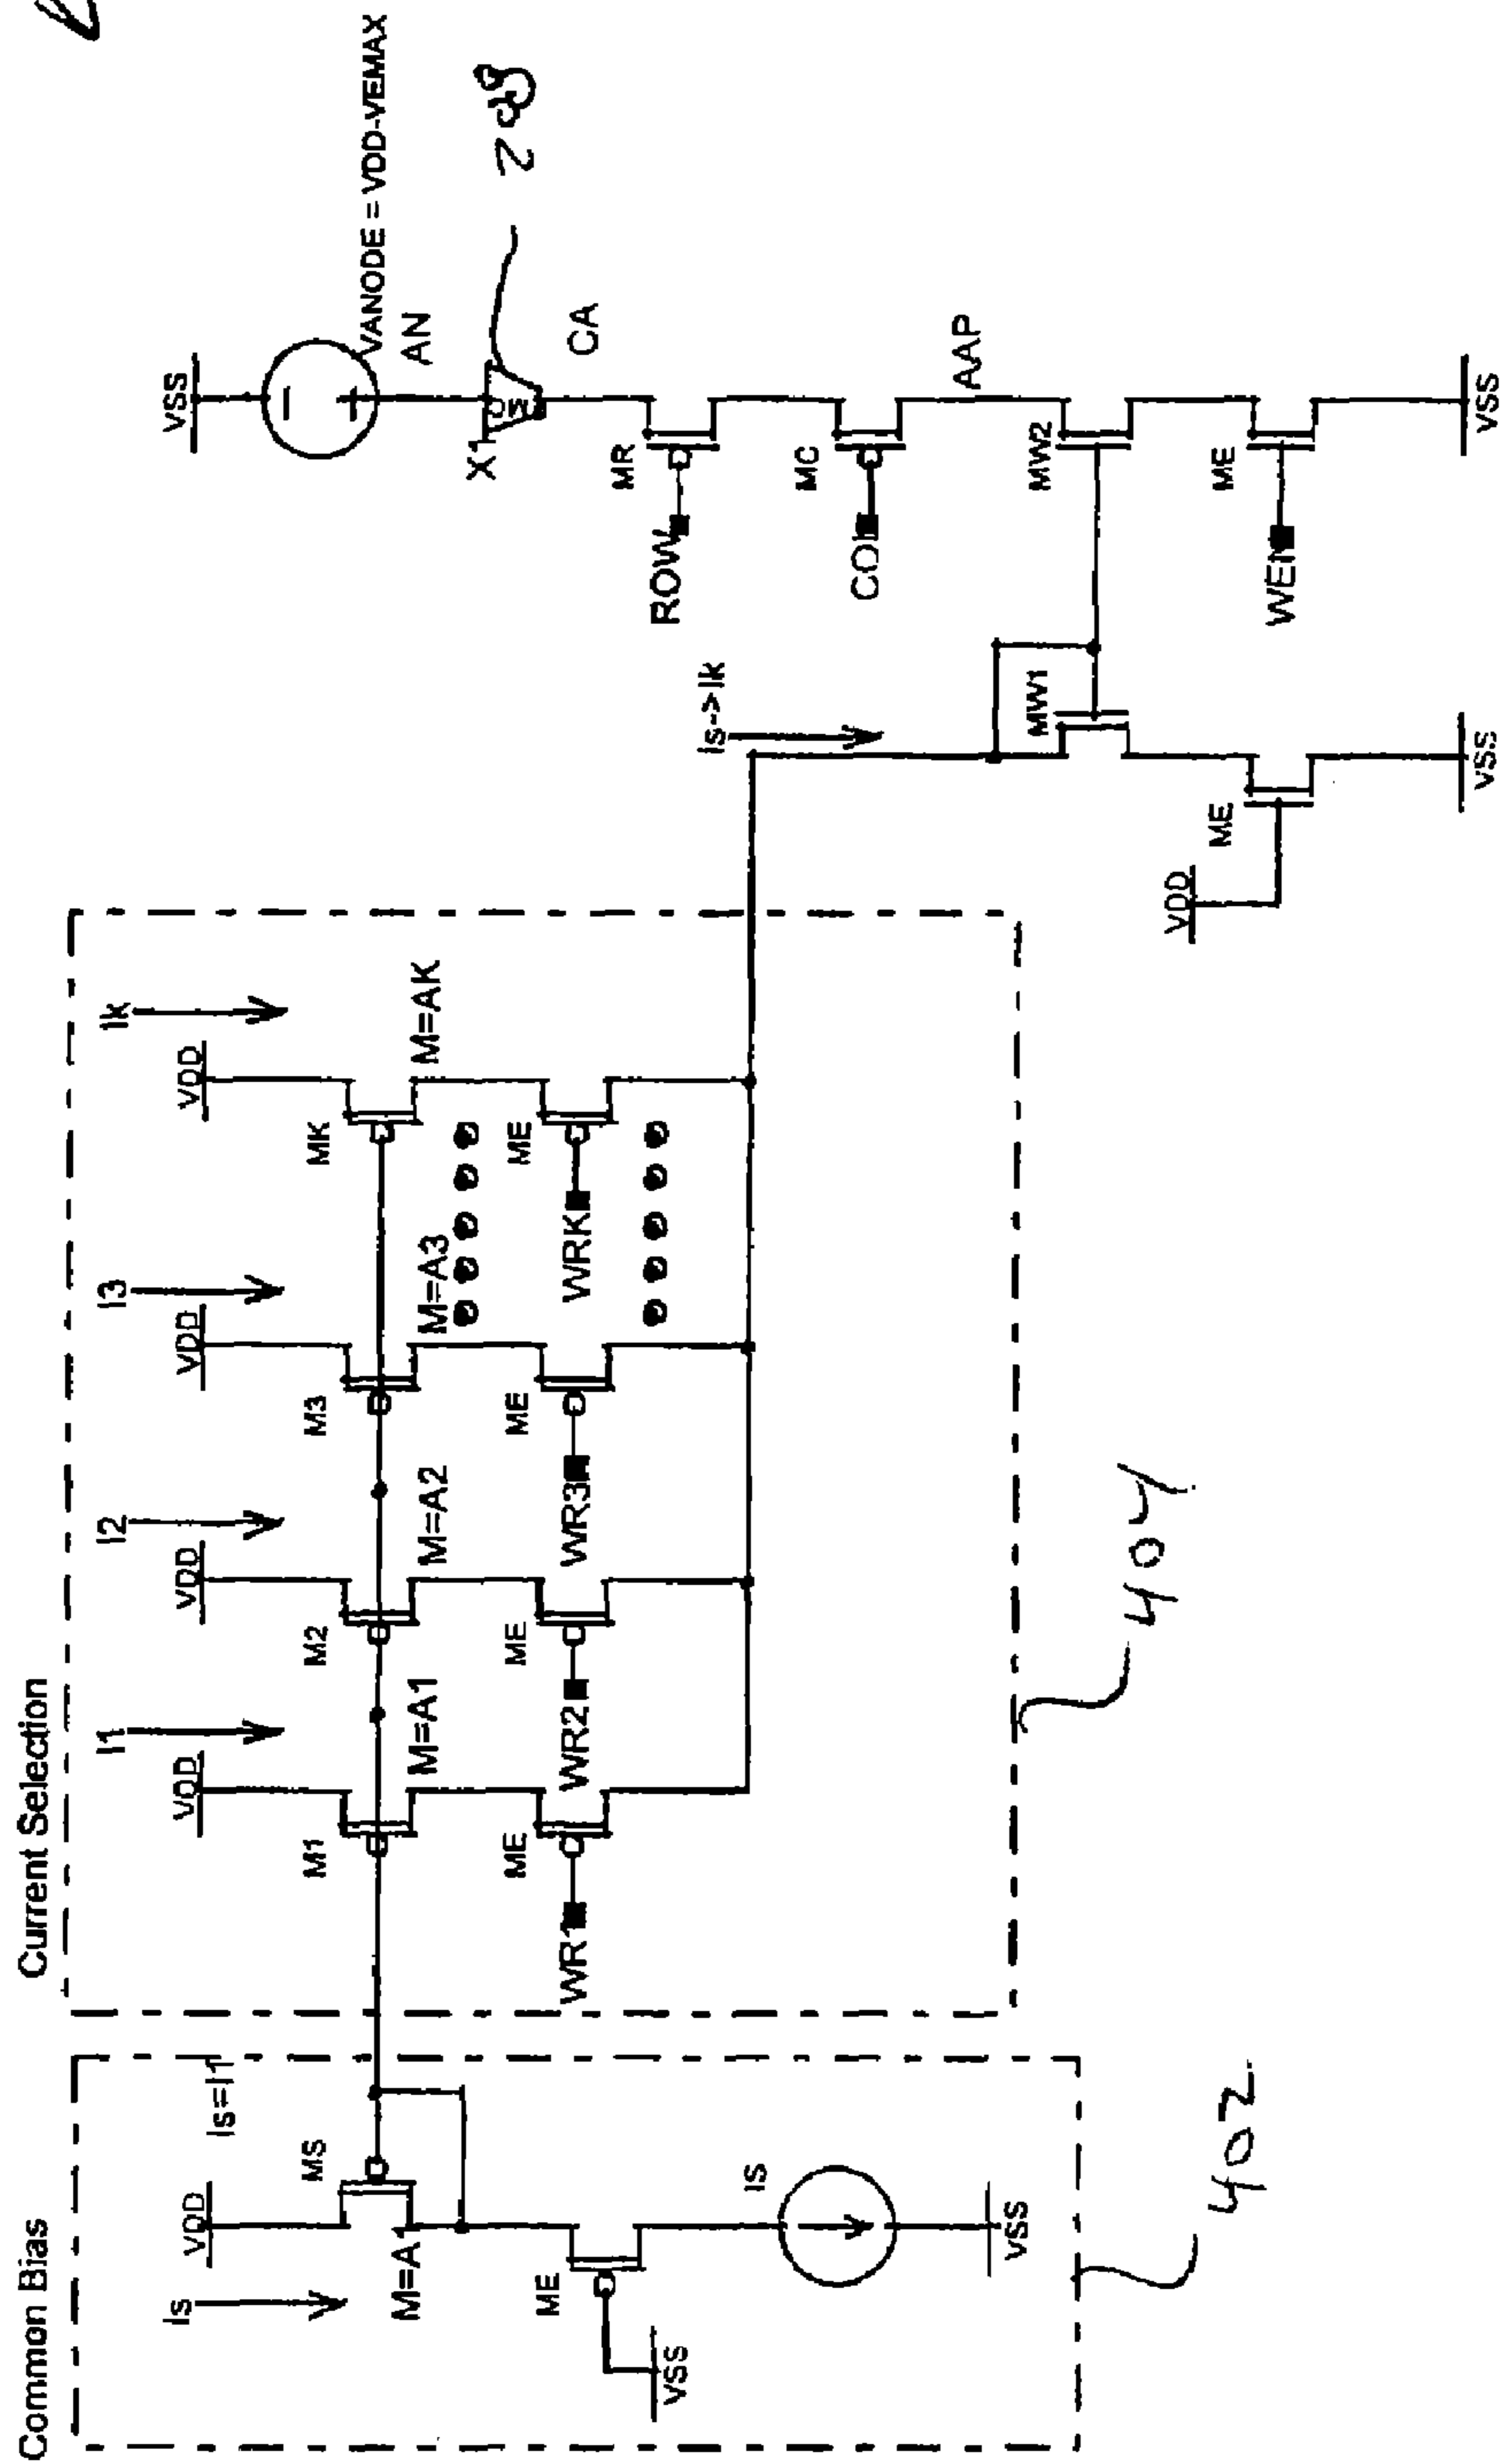 Common Bias
Current Selection
Is
VDD
MS
Is=I1
M=A1
ME
VSS
IS
VSS
402
I1
I2
I3
Ik
VDD
VDD
VDD
VDD
M1
M2
M3
MK
M=A1
M=A2
M=A3
M=AK
ME
ME
ME
ME
WR1
WR2
WR3
WRK
404
Is->Ik
MW1
VDD
ME
VSS
VSS
VANODE = VDD-VEMAX
AN
X1
MC
208
CA
MR
ROW
MC
COL
AAP
MW2
ME
WEN
VSS